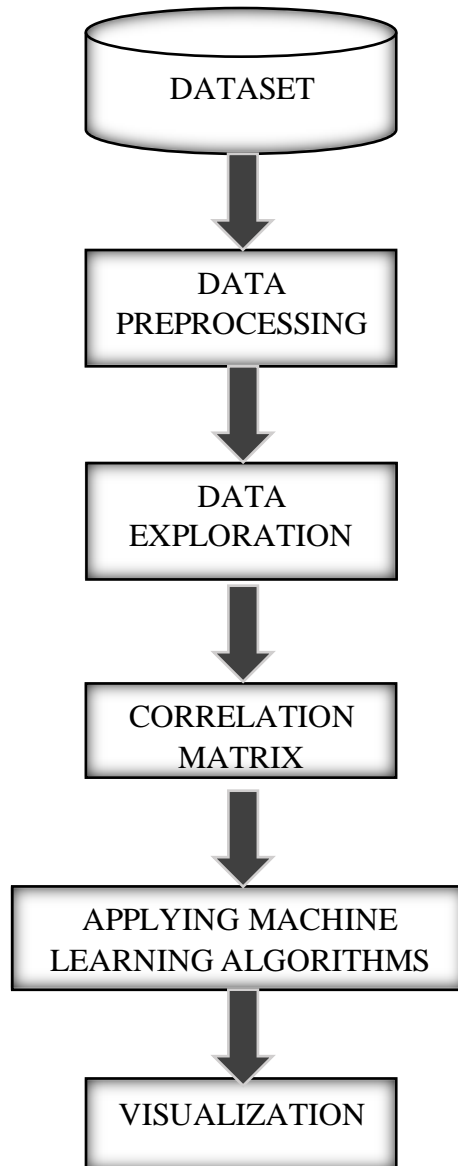 DATASET
DATA
PREPROCESSING
DATA
EXPLORATION
CORRELATION
MATRIX
APPLYING MACHINE
LEARNING ALGORITHMS
VISUALIZATION